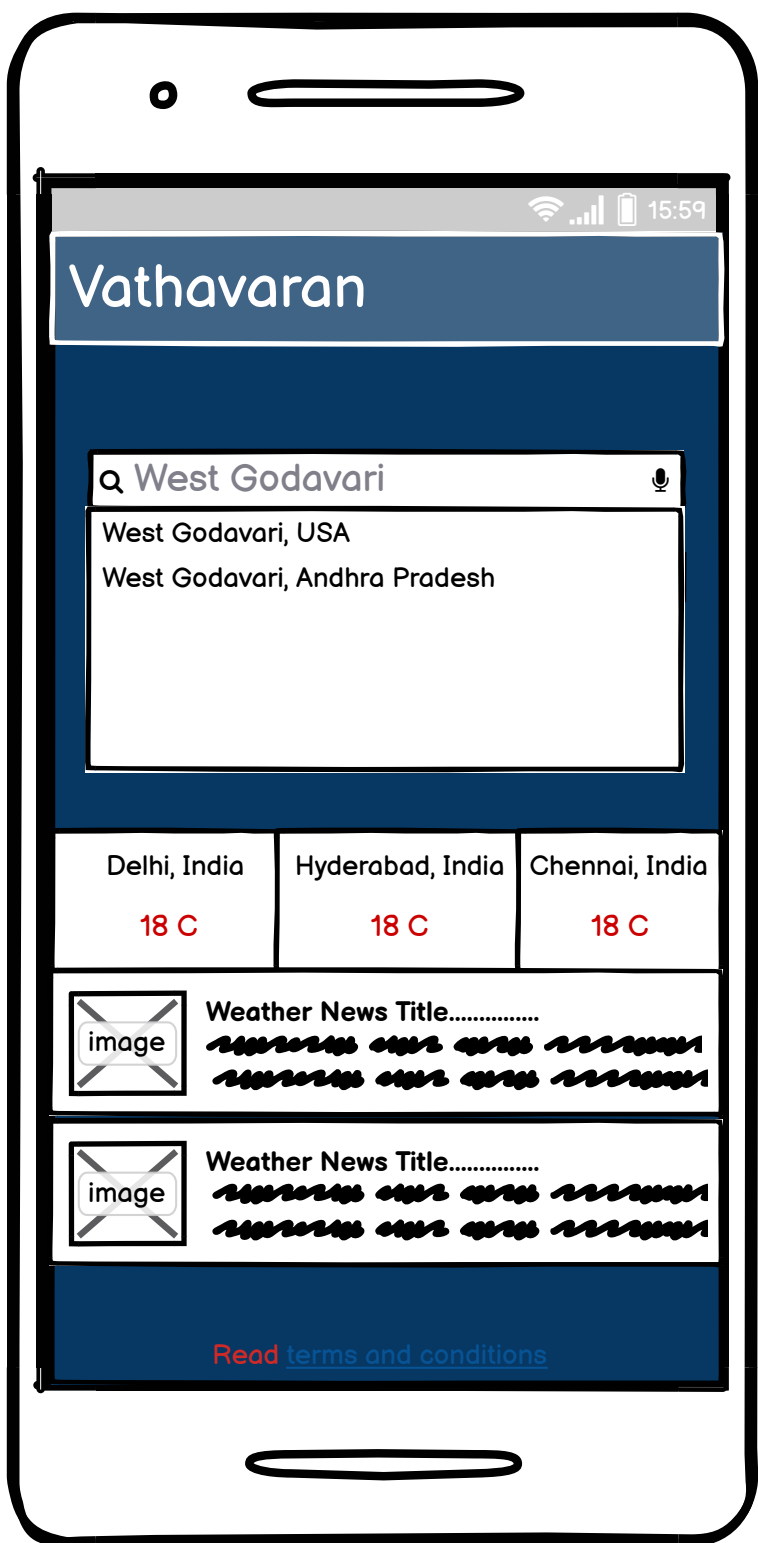 15:59
Vathavaran
West Godavari
West Godavari, USA
West Godavari, Andhra Pradesh
Delhi, India
18 C
Hyderabad, India
18 C
Chennai, India
18 C
image
Weather News Title...............
image
Weather News Title...............
Read terms and conditions